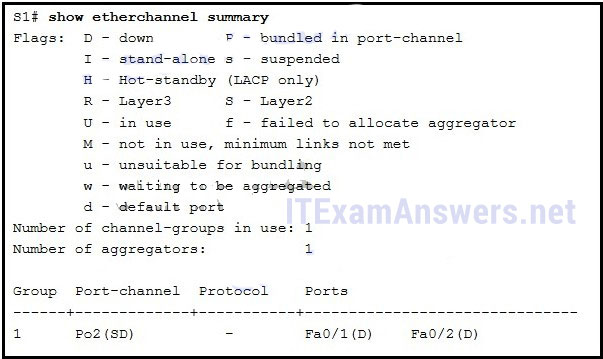 S1# show etherchannel summary
Flags: D - down P - bundled in port-channel
I - stand-alone s - suspended
H - Hot-standby (LACP only)
R - Layer3 S - Layer2
U - in use f - failed to allocate aggregator
M - not in use, minimum links not met
u - unsuitable for bundling
w - waiting to be aggregated
d - default port
ITExamAnswers.net
Number of channel-groups in use: 1
Number of aggregators: 1
Group Port-channel Protocol Ports
------+-------------+-----------+-----------------------------
1 Po2(SD) - Fa0/1(D) Fa0/2(D)